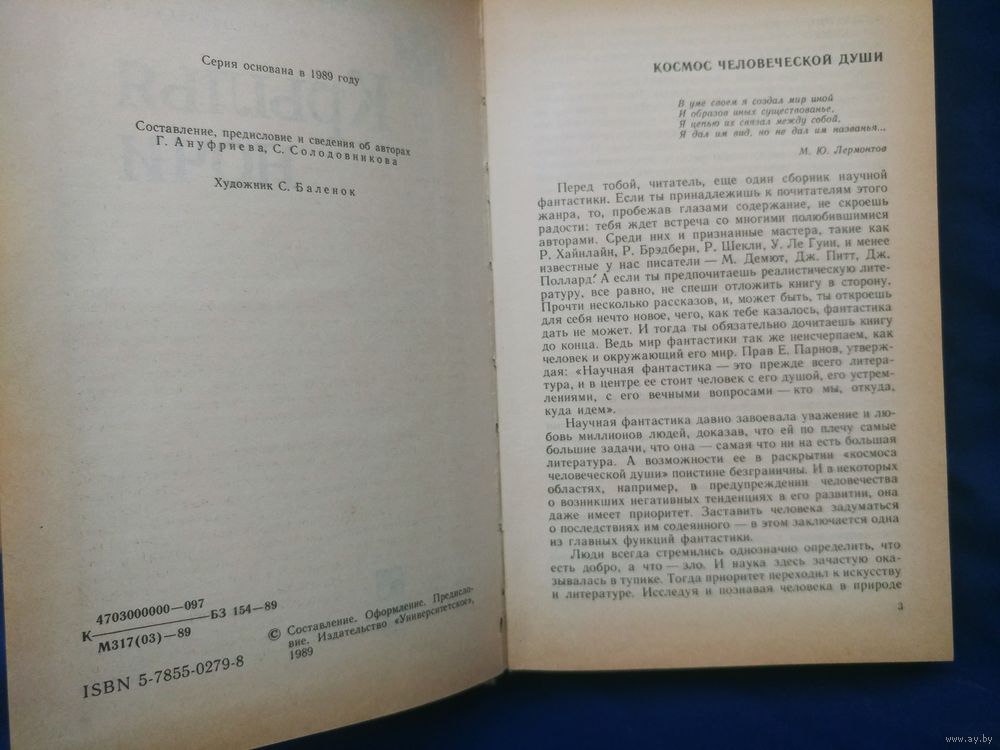 Серия основана в 1989 году
Составление, предисловие и сведения об авторах
Г. Ануфриева, С. Солодовникова
Художник С. Баленок
К 4703000000—097 БЗ 154—89
М317(03)—89
© Составление. Оформление. Предисло-
вие. Издательство «Университетское»,
1989
ISBN 5-7855-0279-8
КОСМОС ЧЕЛОВЕЧЕСКОЙ ДУШИ
В уме своем я создал мир иной
И образов иных существованье,
Я цепью их связал между собой,
Я дал им вид, но не дал им названья...
М. Ю. Лермонтов
Перед тобой, читатель, еще один сборник научной
фантастики. Если ты принадлежишь к почитателям этого
жанра, то, пробежав глазами содержание, не скроешь
радости: тебя ждет встреча со многими полюбившимися
авторами. Среди них и признанные мастера, такие как
Р. Хайнлайн, Р. Брэдбери, Р. Шекли, У. Ле Гуин, и менее
известные у нас писатели — М. Демют, Дж. Питт, Дж.
Поллард. А если ты предпочитаешь реалистическую лите-
ратуру, все равно, не спеши отложить книгу в сторону.
Прочти несколько рассказов, и, может быть, ты откроешь
для себя нечто новое, чего, как тебе казалось, фантастика
дать не может. И тогда ты обязательно дочитаешь книгу
до конца. Ведь мир фантастики так же неисчерпаем, как
человек и окружающий его мир. Прав Е. Парнов, утверж-
дая: «Научная фантастика — это прежде всего литера-
тура, и в центре ее стоит человек с его душой, его устрем-
лениями, с его вечными вопросами — кто мы, откуда,
куда идем».
Научная фантастика давно завоевала уважение и лю-
бовь миллионов людей, доказав, что ей по плечу самые
большие задачи, что она — самая что ни на есть большая
литература. А возможности ее в раскрытии «космоса
человеческой души» поистине безграничны. И в некоторых
областях, например, в предупреждении человечества
о возникших негативных тенденциях в его развитии, она
даже имеет приоритет. Заставить человека задуматься
о последствиях им содеянного — в этом заключается одна
из главных функций фантастики.
Люди всегда стремились однозначно определить, что
есть добро, а что — зло. И наука здесь зачастую ока-
зывалась в тупике. Тогда приоритет переходил к искусству
и литературе. Исследуя и познавая человека в природе
3
www.ay.by